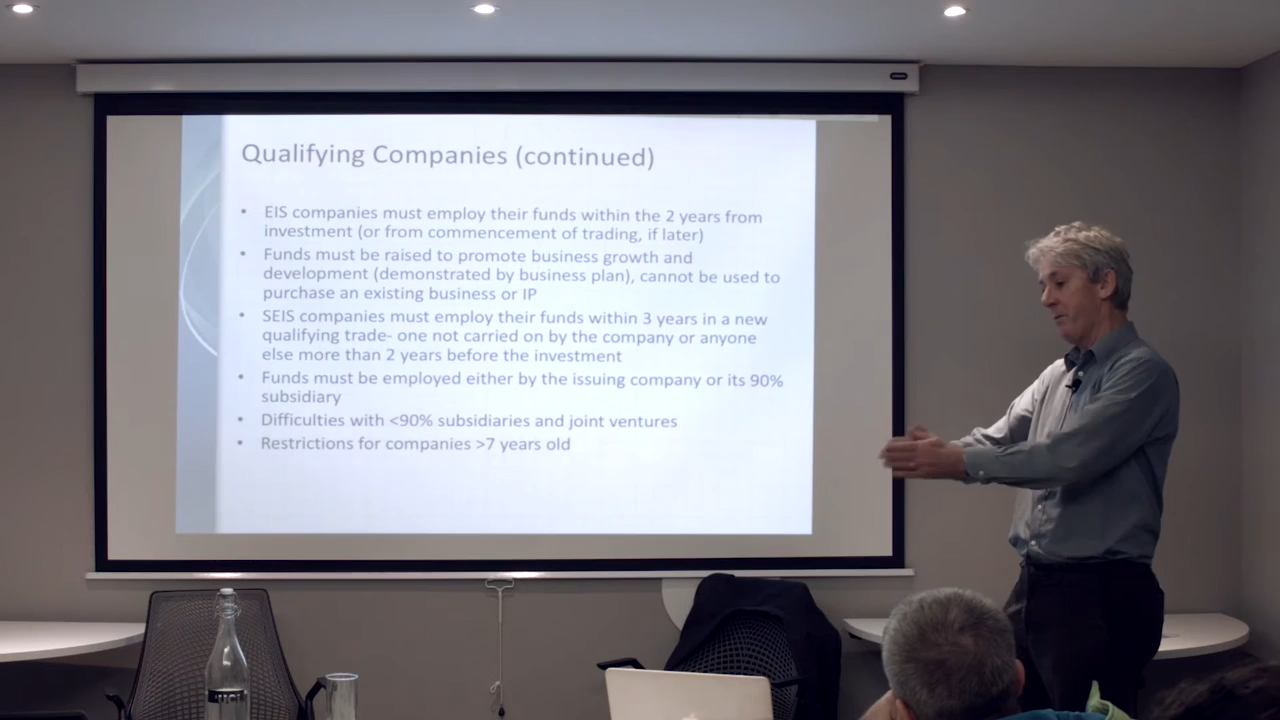 Qualifying Companies (continued)
• EIS companies must employ their funds within the 2 years from
investment (or from commencement of trading, if later)
• Funds must be raised to promote business growth and
development (demonstrated by business plan), cannot be used to
purchase an existing business or IP
• SEIS companies must employ their funds within 3 years in a new
qualifying trade- one not carried on by the company or anyone
else more than 2 years before the investment
• Funds must be employed either by the issuing company or its 90%
subsidiary
• Difficulties with <90% subsidiaries and joint ventures
• Restrictions for companies >7 years old